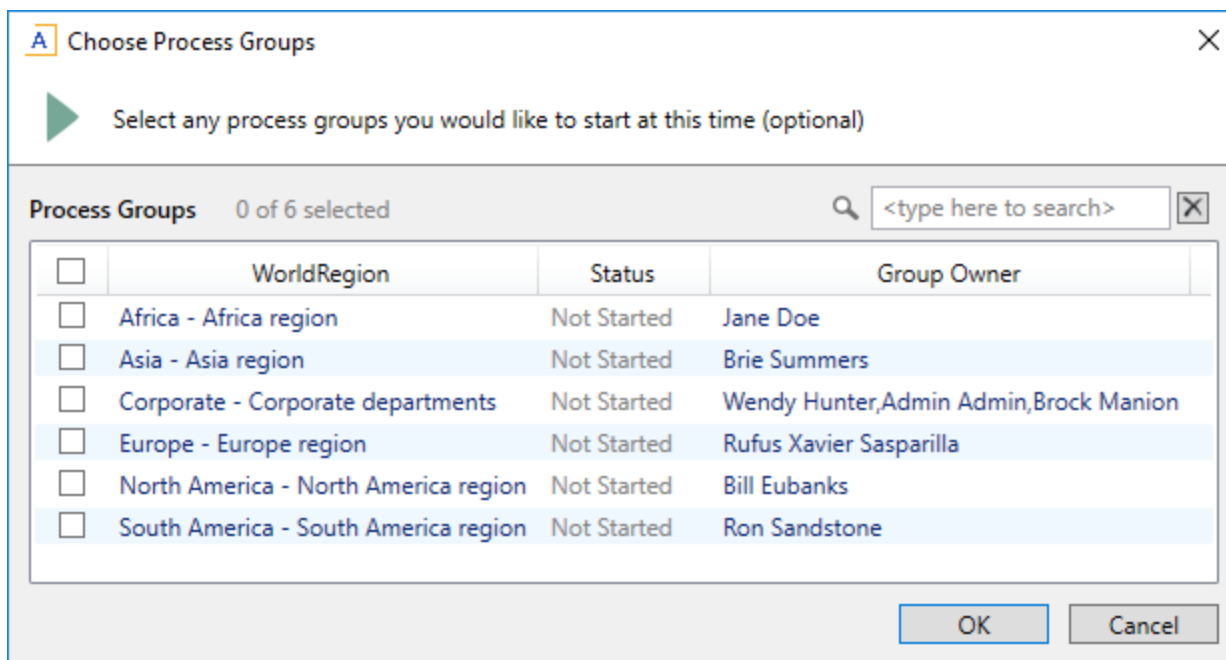 A Choose Process Groups
Select any process groups you would like to start at this time (optional)
Process Groups 0 of 6 selected <type here to search>
WorldRegion Status Group Owner
Africa - Africa region Not Started Jane Doe
Asia - Asia region Not Started Brie Summers
Corporate - Corporate departments Not Started Wendy Hunter,Admin Admin,Brock Manion
Europe - Europe region Not Started Rufus Xavier Sasparilla
North America - North America region Not Started Bill Eubanks
South America - South America region Not Started Ron Sandstone
OK Cancel